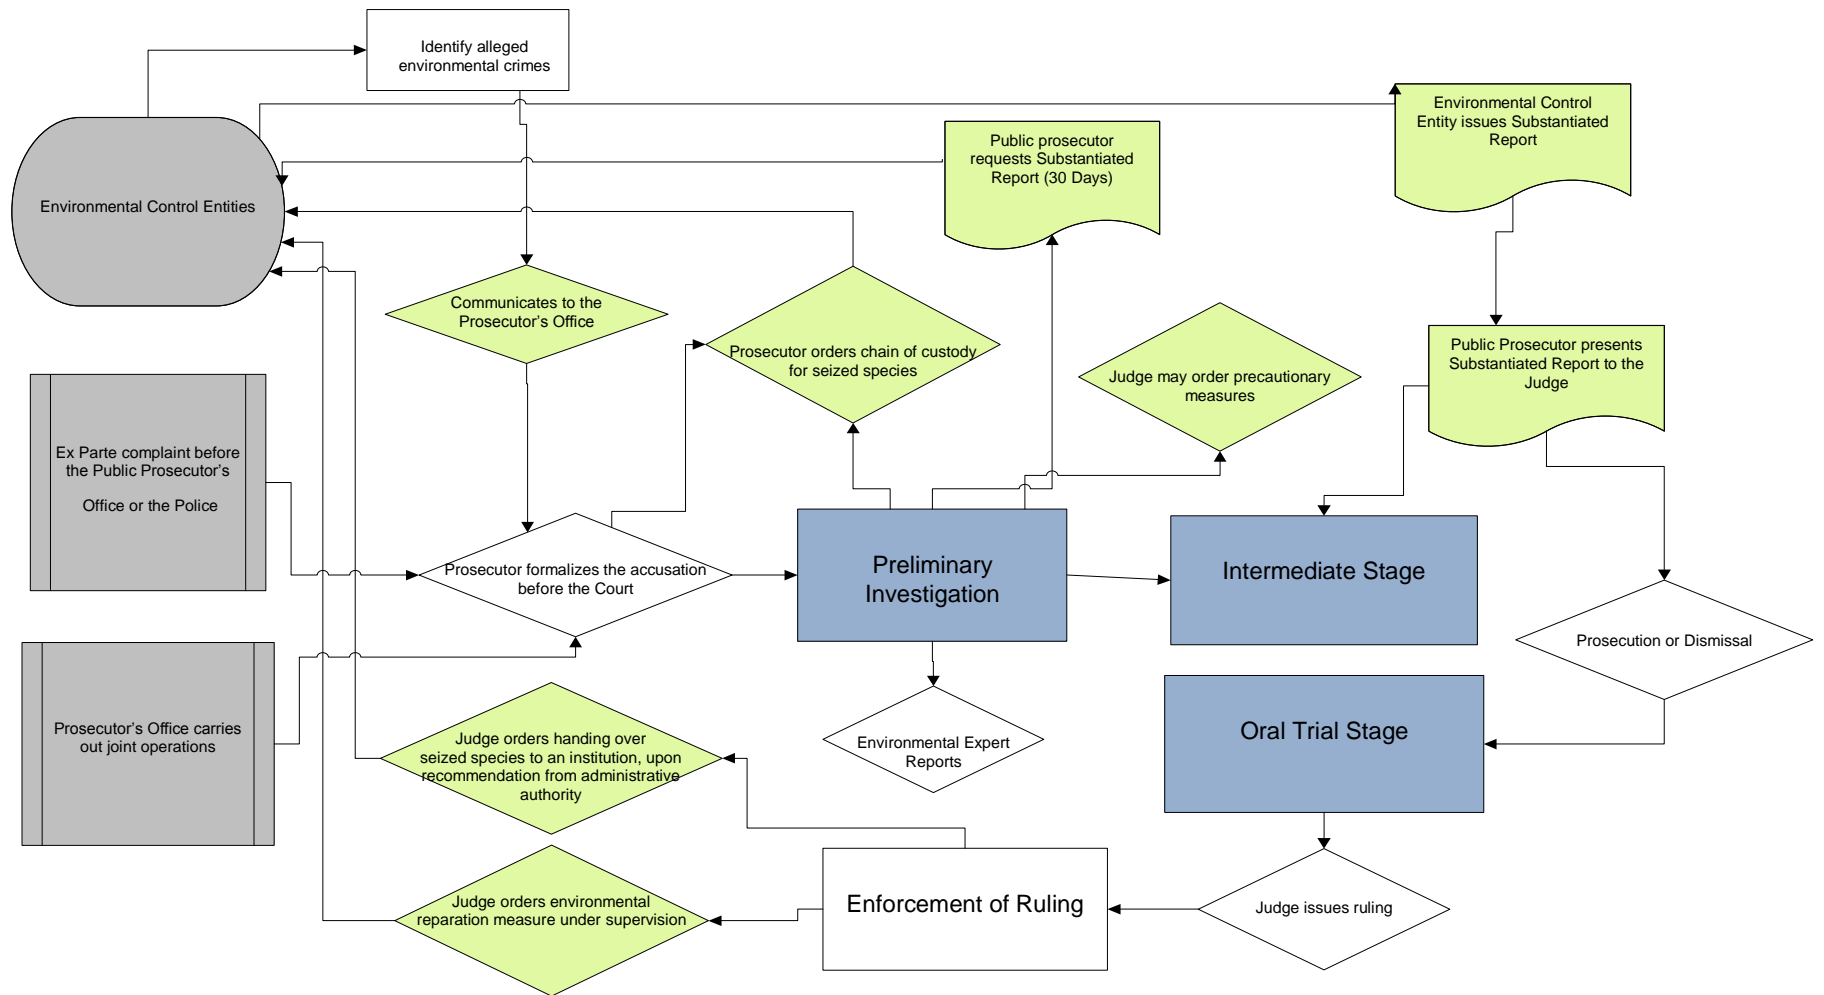 Identify alleged
environmental crimes
Environmental Control
Entity issues Substantiated
Report
Public prosecutor
requests Substantiated
Report (30 Days)
Environmental Control Entities
Communicates to the
Prosecutor’s Office
Prosecutor orders chain of custody
for seized species
Judge may order precautionary
measures
Public Prosecutor presents
Substantiated Report to the
Judge
Ex Parte complaint before
the Public Prosecutor’s
Office or the Police
Prosecutor formalizes the accusation
before the Court
Preliminary
Investigation
Intermediate Stage
Prosecution or Dismissal
Prosecutor’s Office carries
out joint operations
Judge orders handing over
seized species to an institution, upon
recommendation from administrative
authority
Environmental Expert
Reports
Oral Trial Stage
Judge orders environmental
reparation measure under supervision
Enforcement of Ruling
Judge issues ruling